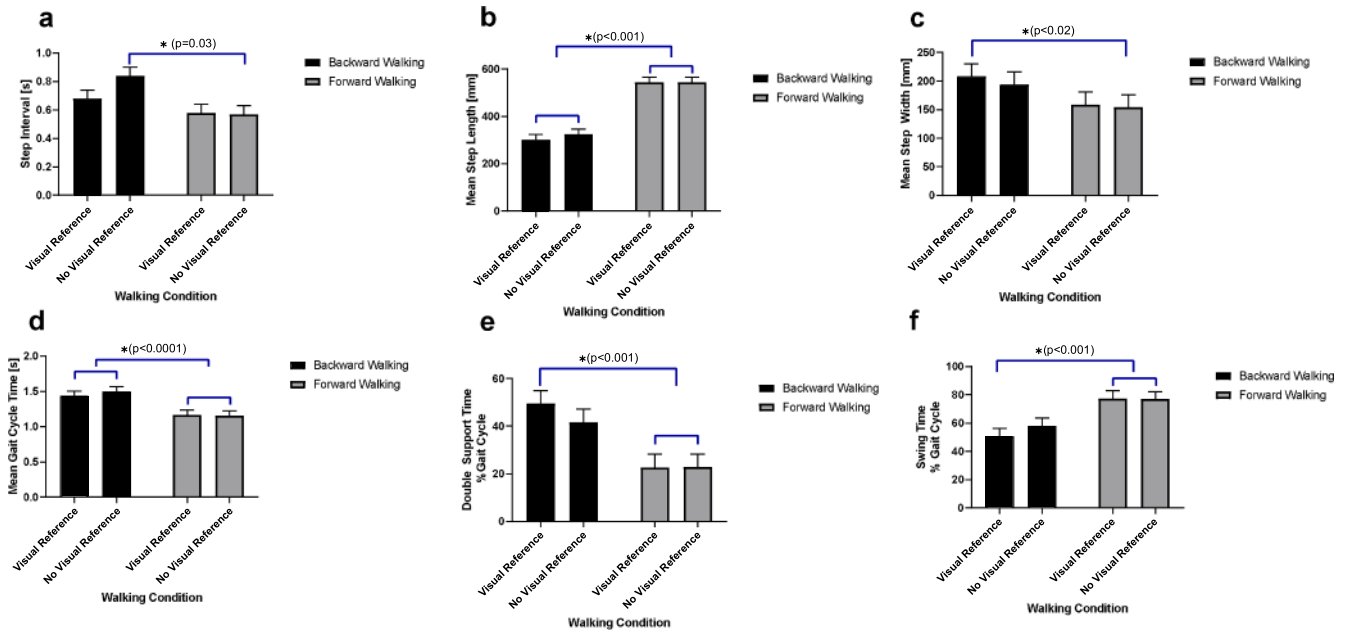 a
* (p=0.03)
Step Interval [s]
1.0
0.8
0.6
0.4
0.2
0.0
Visual Reference
No Visual Reference
Visual Reference
No Visual Reference
Walking Condition
Backward Walking
Forward Walking
b
*(p<0.001)
Mean Step Length [mm]
600
400
200
0
Visual Reference
No Visual Reference
Visual Reference
No Visual Reference
Walking Condition
Backward Walking
Forward Walking
c
*(p<0.02)
Mean Step Width [mm]
250
200
150
100
50
0
Visual Reference
No Visual Reference
Visual Reference
No Visual Reference
Walking Condition
Backward Walking
Forward Walking
d
*(p<0.0001)
Mean Gait Cycle Time [s]
2.0
1.5
1.0
0.5
0.0
Visual Reference
No Visual Reference
Visual Reference
No Visual Reference
Walking Condition
Backward Walking
Forward Walking
e
*(p<0.001)
Double Support Time
% Gait Cycle
60
40
20
0
Visual Reference
No Visual Reference
Visual Reference
No Visual Reference
Walking Condition
Backward Walking
Forward Walking
f
*(p<0.001)
Swing Time
% Gait Cycle
100
80
60
40
20
0
Visual Reference
No Visual Reference
Visual Reference
No Visual Reference
Walking Condition
Backward Walking
Forward Walking